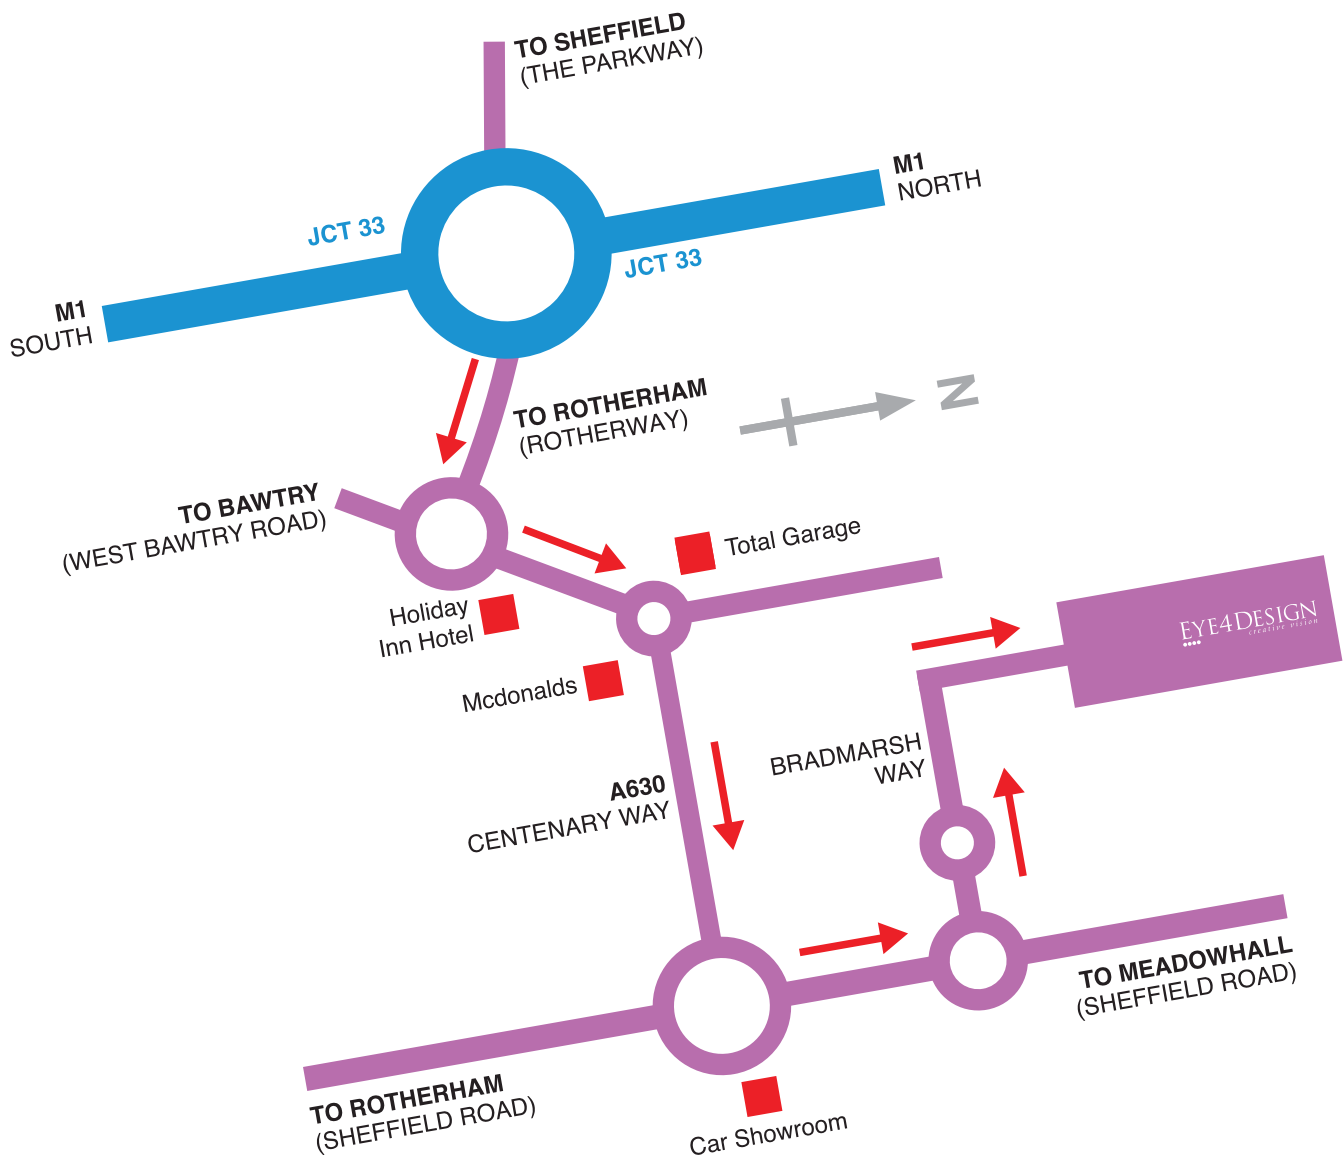 TO SHEFFIELD
(THE PARKWAY)
M1
NORTH
JCT 33
JCT 33
M1
SOUTH
TO ROTHERHAM
(ROTHERWAY)
N
TO BAWTRY
(WEST BAWTRY ROAD)
Total Garage
Holiday
Inn Hotel
EYE4DESIGN
creative vision
Mcdonalds
BRADMARSH
WAY
A630
CENTENARY WAY
TO MEADOWHALL
(SHEFFIELD ROAD)
TO ROTHERHAM
(SHEFFIELD ROAD)
Car Showroom